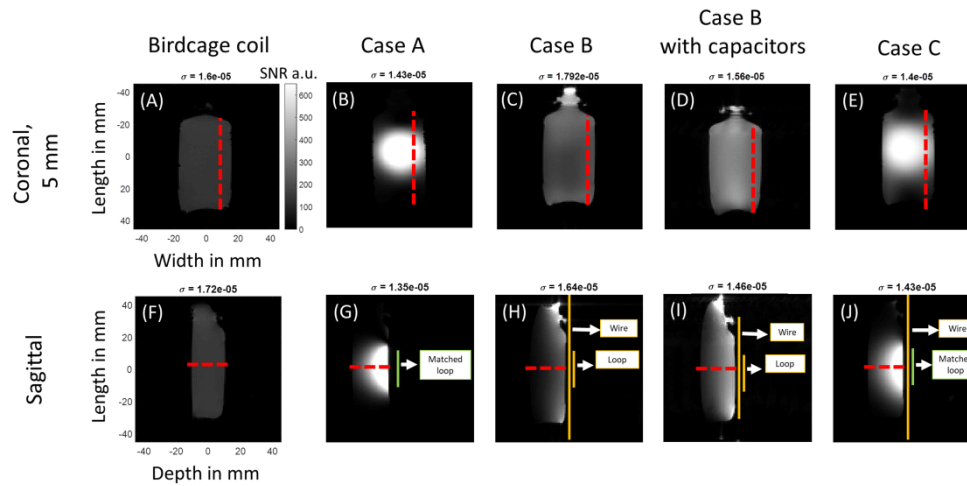 Birdcage coil
Case A
Case B
Case B
with capacitors
Case C
σ = 1.6e-05
SNR a.u.
σ = 1.43e-05
σ = 1.792e-05
σ = 1.56e-05
σ = 1.4e-05
Coronal,
5 mm
Length in mm
-40
-20
0
20
40
(A)
600
500
400
300
200
100
0
(B)
(C)
(D)
(E)
-40 -20 0 20 40
Width in mm
σ = 1.72e-05
σ = 1.35e-05
σ = 1.64e-05
σ = 1.46e-05
σ = 1.43e-05
Sagittal
Length in mm
-40
-20
0
20
40
(F)
(G)
Matched
loop
(H)
Wire
Loop
(I)
Wire
Loop
(J)
Wire
Matched
loop
-40 -20 0 20 40
Depth in mm